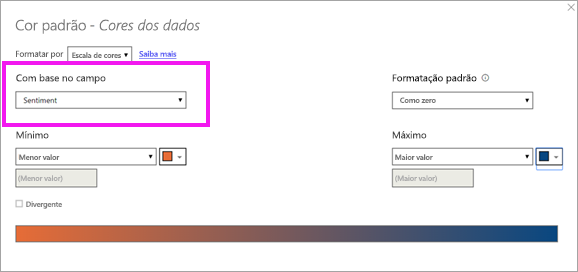 Cor padrão - Cores dos dados
Formatar por Escala de cores Saiba mais
Com base no campo
Sentiment
Formatação padrão
Como zero
Mínimo
Menor valor
(Menor valor)
Máximo
Maior valor
(Maior valor)
Divergente